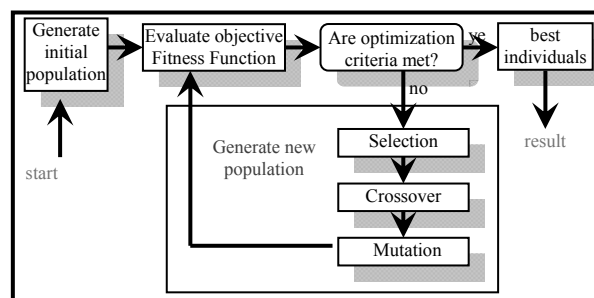 Generate
initial
population
Evaluate objective
Fitness Function
Are optimization
criteria met?
ye
best
individuals
no
start
Generate new
population
Selection
Crossover
Mutation
result